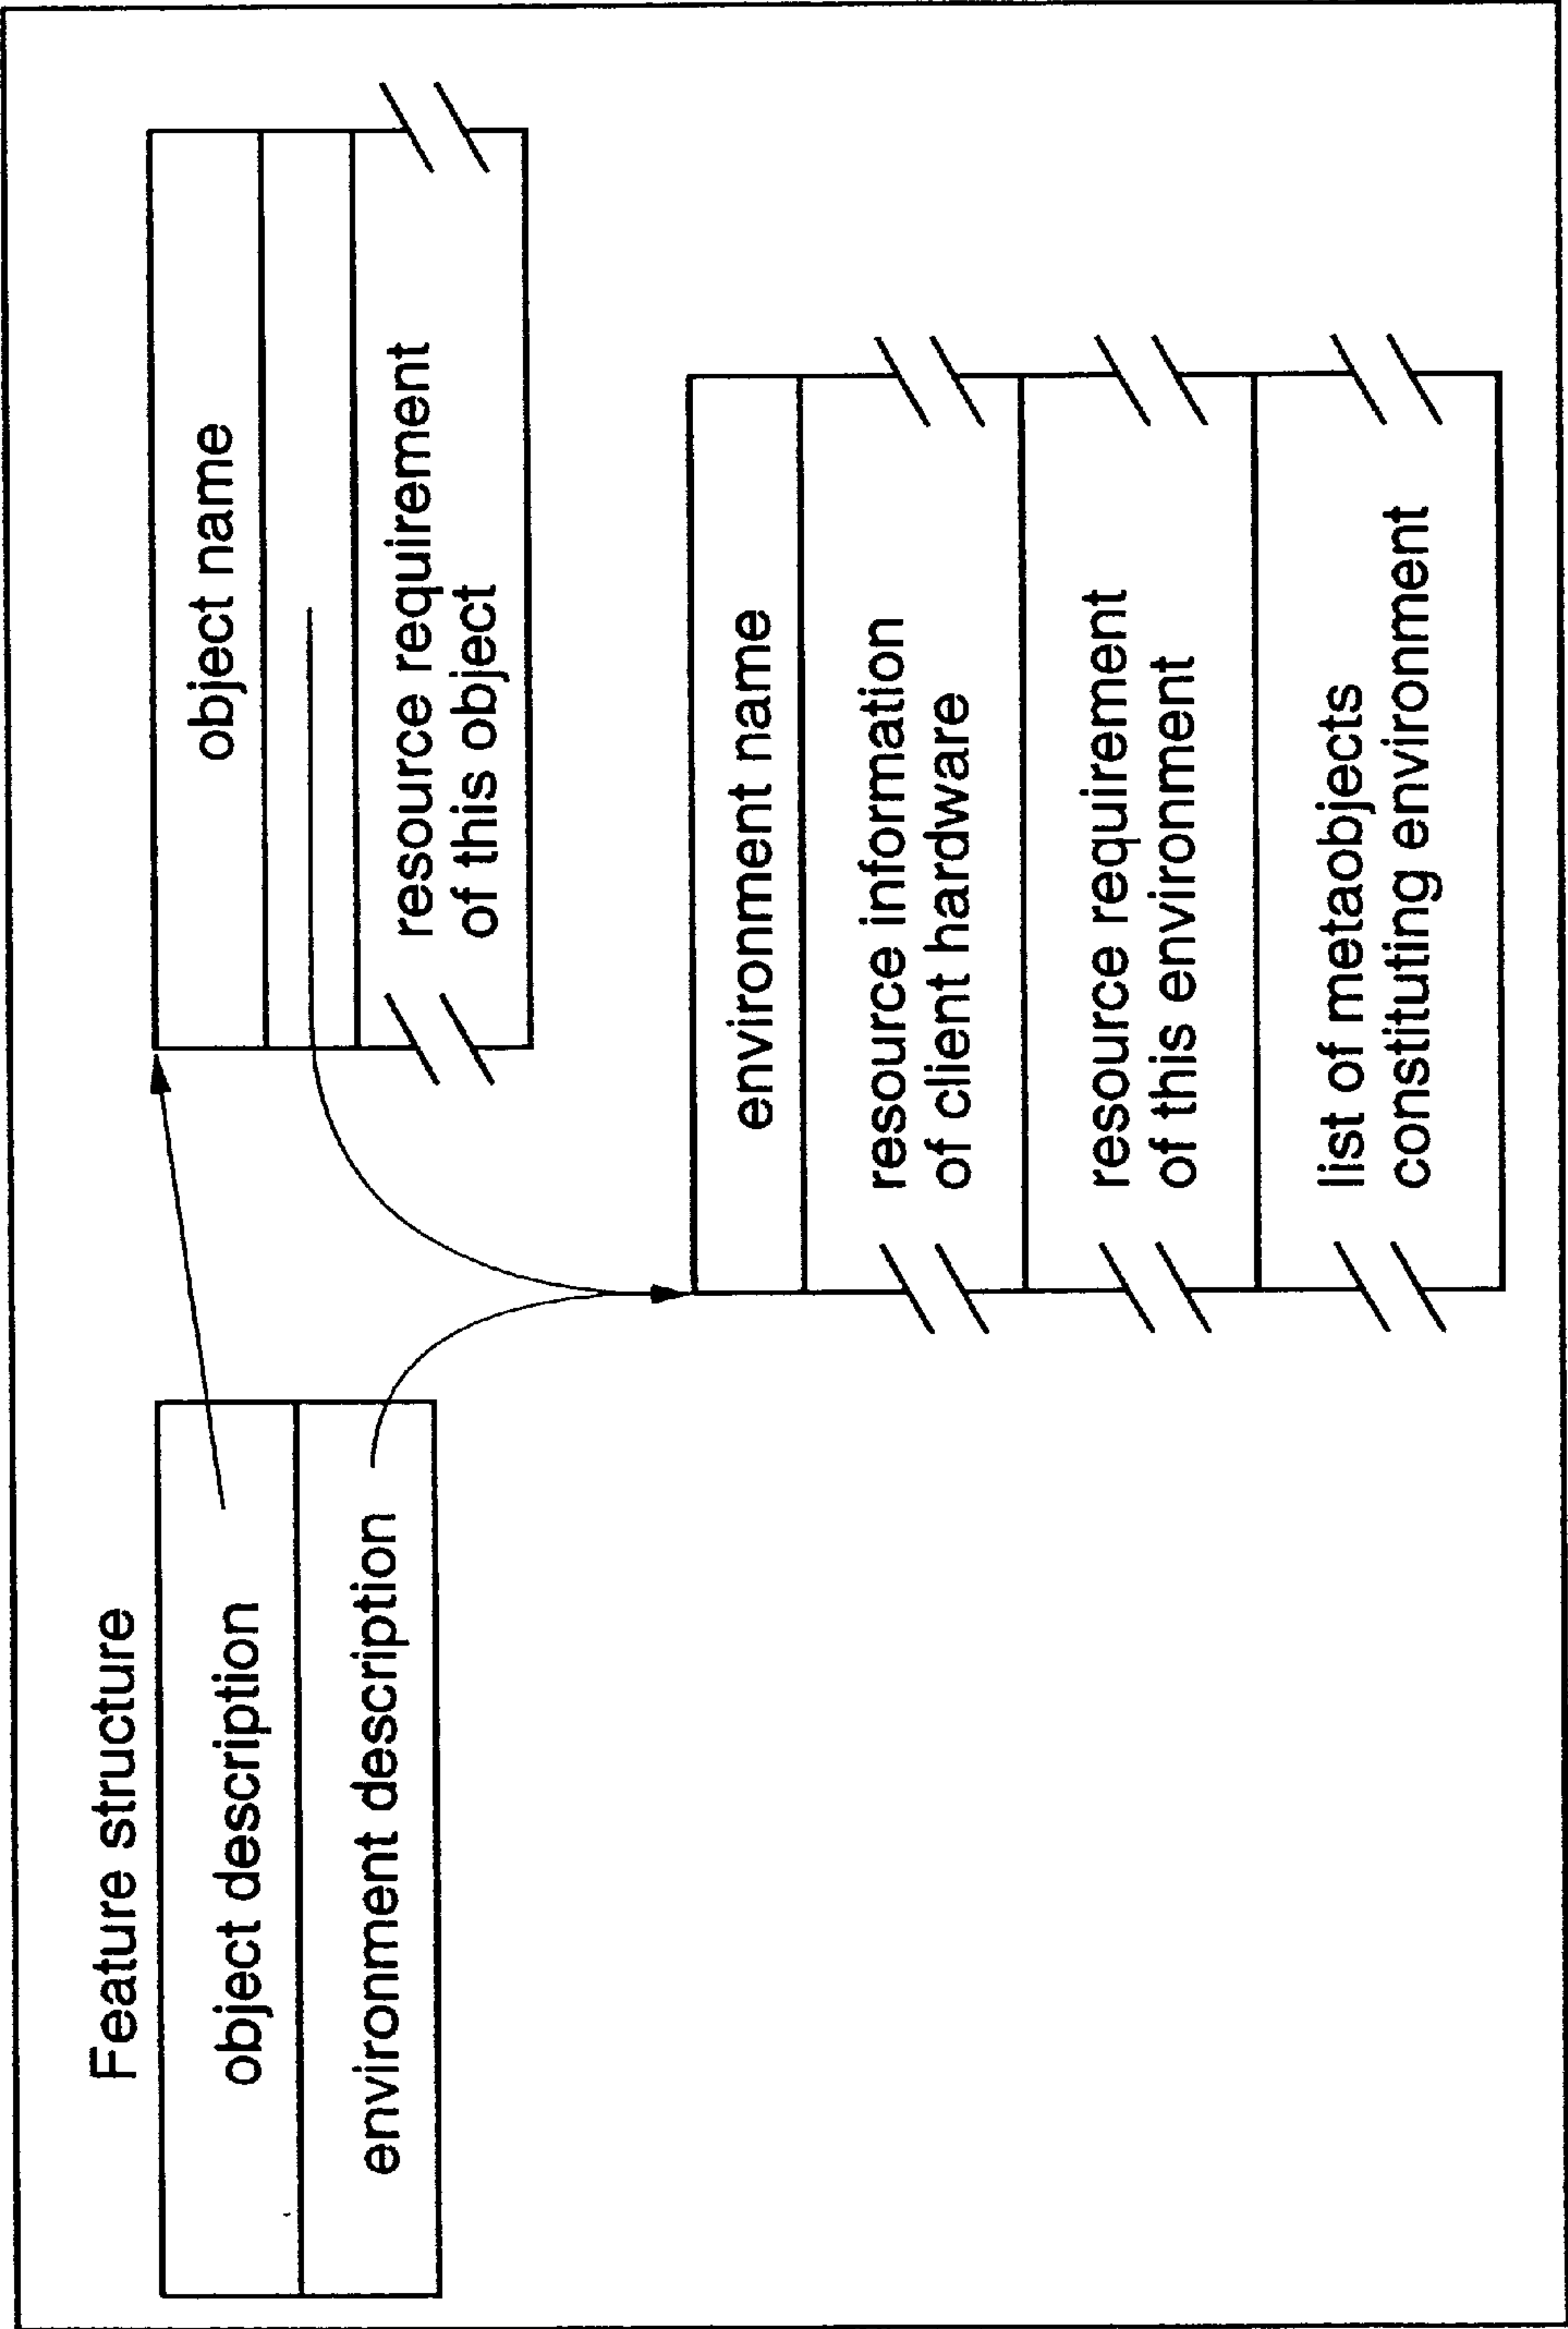 Feature structure
object description
environment description
object name
resource requirement
of this object
environment name
resource information
of client hardware
resource requirement
of this environment
list of metaobjects
constituting environment